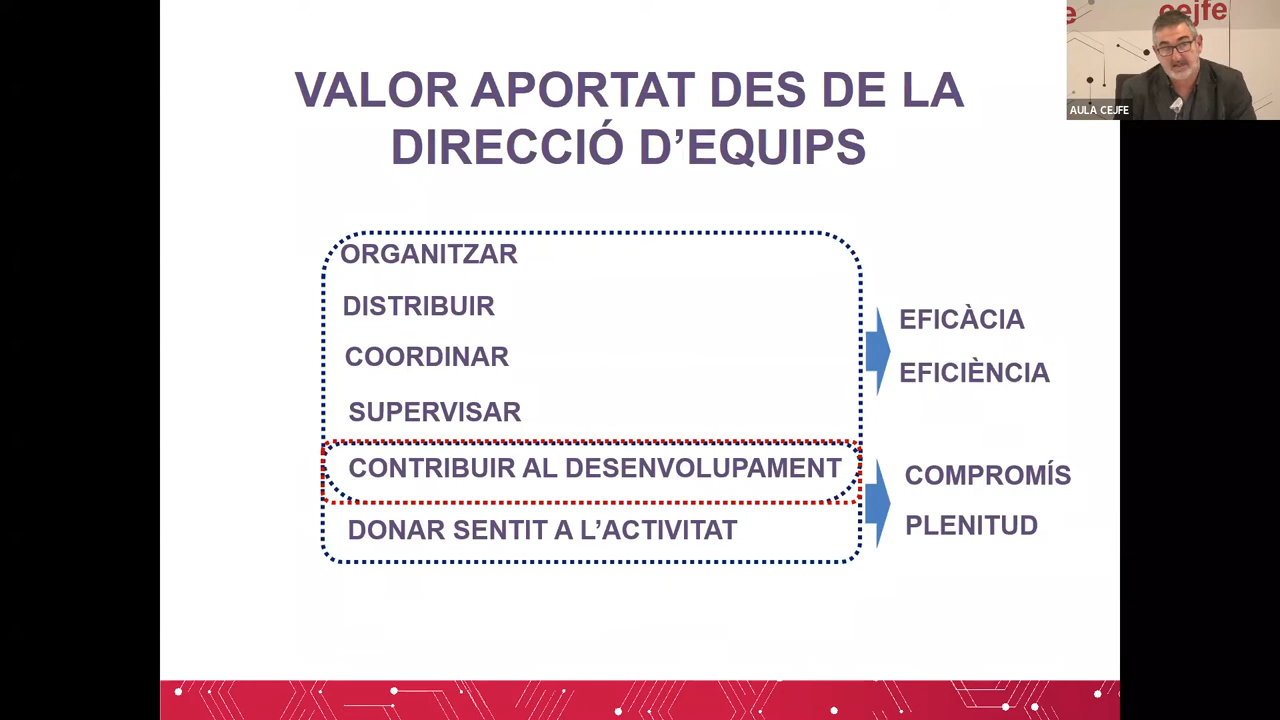 VALOR APORTAT DES DE LA
DIRECCIÓ D’EQUIPS
ORGANITZAR
DISTRIBUIR
COORDINAR
SUPERVISAR
CONTRIBUIR AL DESENVOLUPAMENT
DONAR SENTIT A L’ACTIVITAT
EFICÀCIA
EFICIÈNCIA
COMPROMÍS
PLENITUD
cejfe
AULA CEJFE